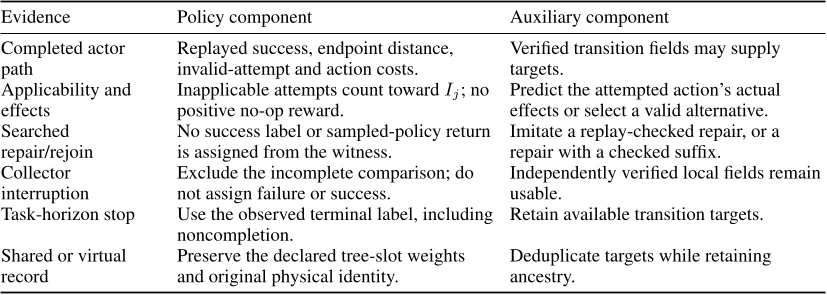 Evidence Policy component Auxiliary component
Completed actor Replayed success, endpoint distance, Verified transition fields may supply
path invalid-attempt and action costs. targets.
Applicability and Inapplicable attempts count toward I_j; no Predict the attempted action's actual
effects positive no-op reward. effects or select a valid alternative.
Searched No success label or sampled-policy return Imitate a replay-checked repair, or a
repair/rejoin is assigned from the witness. repair with a checked suffix.
Collector Exclude the incomplete comparison; do Independently verified local fields remain
interruption not assign failure or success. usable.
Task-horizon stop Use the observed terminal label, including Retain available transition targets.
noncompletion.
Shared or virtual Preserve the declared tree-slot weights Deduplicate targets while retaining
record and original physical identity. ancestry.